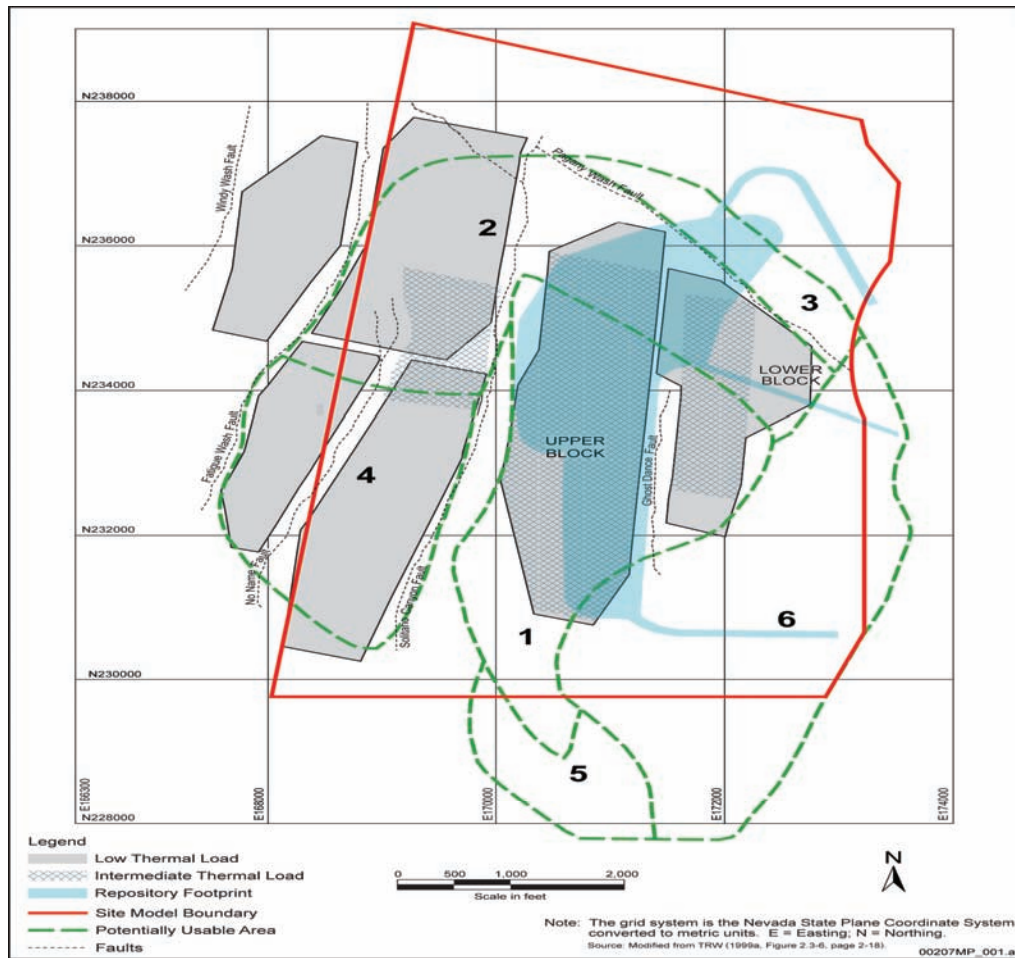 N238000
Windy Wash Fault
Pagany Wash Fault
2
N236000
3
N234000
LOWER
BLOCK
UPPER
BLOCK
Ghost Dance Fault
Fatigue Wash Fault
4
N232000
No Name Fault
Solitario Canyon Fault
1
6
N230000
5
N228000
E166300
E168000
E170000
E172000
E174000
Legend
Low Thermal Load
Intermediate Thermal Load
Repository Footprint
Site Model Boundary
Potentially Usable Area
Faults
0 500 1,000 2,000
Scale in feet
N
Note: The grid system is the Nevada State Plane Coordinate System
converted to metric units. E = Easting; N = Northing.
Source: Modified from TRW (1999a, Figure 2.3-6, page 2-18).
00207MP_001.a